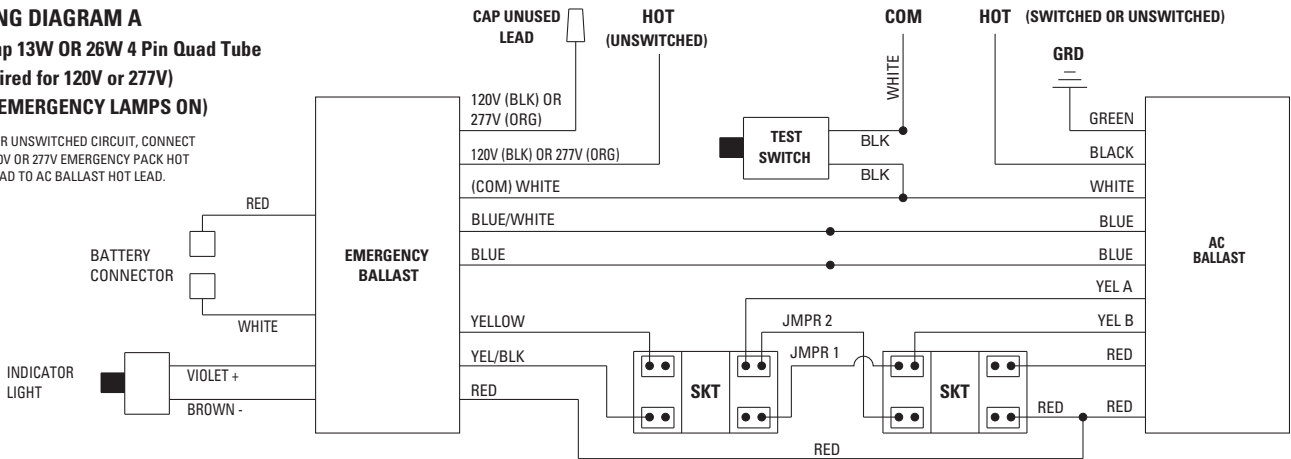 NG DIAGRAM A
13W OR 26W 4 Pin Quad Tube
for 120V or 277V)
EMERGENCY LAMPS ON)
UNSWITCHED CIRCUIT, CONNECT
OR 277V EMERGENCY PACK HOT
TO AC BALLAST HOT LEAD.
CAP UNUSED
LEAD
HOT
(UNSWITCHED)
COM
HOT (SWITCHED OR UNSWITCHED)
GRD
WHITE
120V (BLK) OR
277V (ORG)
120V (BLK) OR 277V (ORG)
(COM) WHITE
BLUE/WHITE
BLUE
YELLOW
YEL/BLK
RED
TEST
SWITCH
BLK
BLK
GREEN
BLACK
WHITE
BLUE
BLUE
YEL A
YEL B
RED
RED
RED
AC
BALLAST
RED
BATTERY
CONNECTOR
WHITE
EMERGENCY
BALLAST
INDICATOR
LIGHT
VIOLET +
BROWN -
JMPR 2
JMPR 1
SKT
SKT
RED